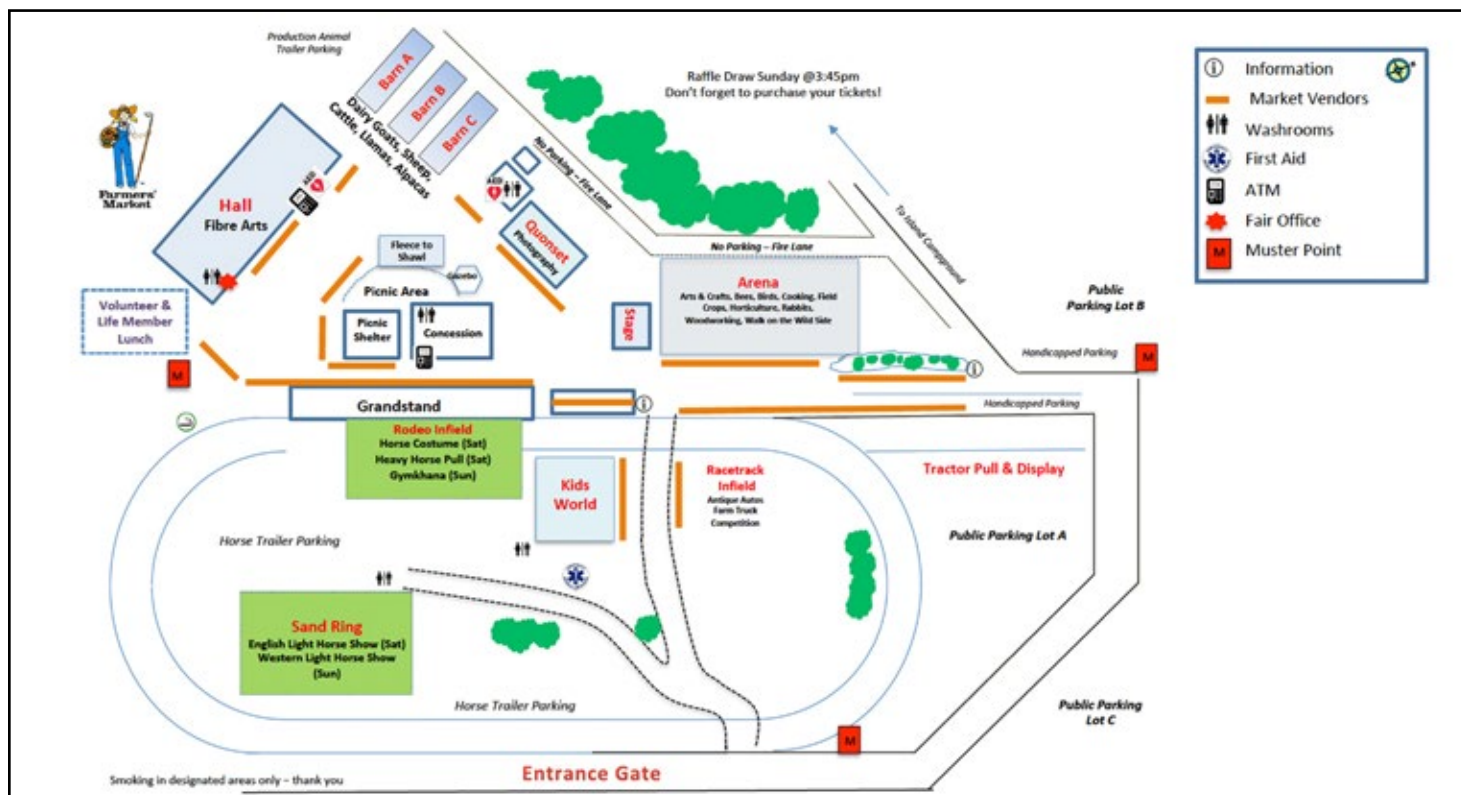 Production Animal
Trailer Parking
Barn A
Barn B
Barn C
Dairy Goats, Sheep,
Cattle, Llamas, Alpacas
Raffle Draw Sunday @3:45pm
Don't forget to purchase your tickets!
Information
Market Vendors
Washrooms
First Aid
ATM
Fair Office
M
Muster Point
Farmers'
Market
No Parking – Fire Lane
AED
Hall
Fibre Arts
AED
Quonset
Photography
No Parking – Fire Lane
To Island Campground
Fleece to
Shawl
Gazebo
Picnic Area
Arena
Arts & Crafts, Bees, Birds, Cooking, Field
Crops, Horticulture, Rabbits,
Woodworking, Walk on the Wild Side
Public
Parking Lot B
Volunteer &
Life Member
Lunch
Picnic
Shelter
Concession
Stage
Handicapped Parking
M
M
Grandstand
Handicapped Parking
Rodeo Infield
Horse Costume (Sat)
Heavy Horse Pull (Sat)
Gymkhana (Sun)
Kids
World
Racetrack
Infield
Antique Autos
Farm Truck
Competition
Tractor Pull & Display
Horse Trailer Parking
Public Parking Lot A
Sand Ring
English Light Horse Show (Sat)
Western Light Horse Show
(Sun)
Horse Trailer Parking
Public Parking
Lot C
M
Entrance Gate
Smoking in designated areas only – thank you